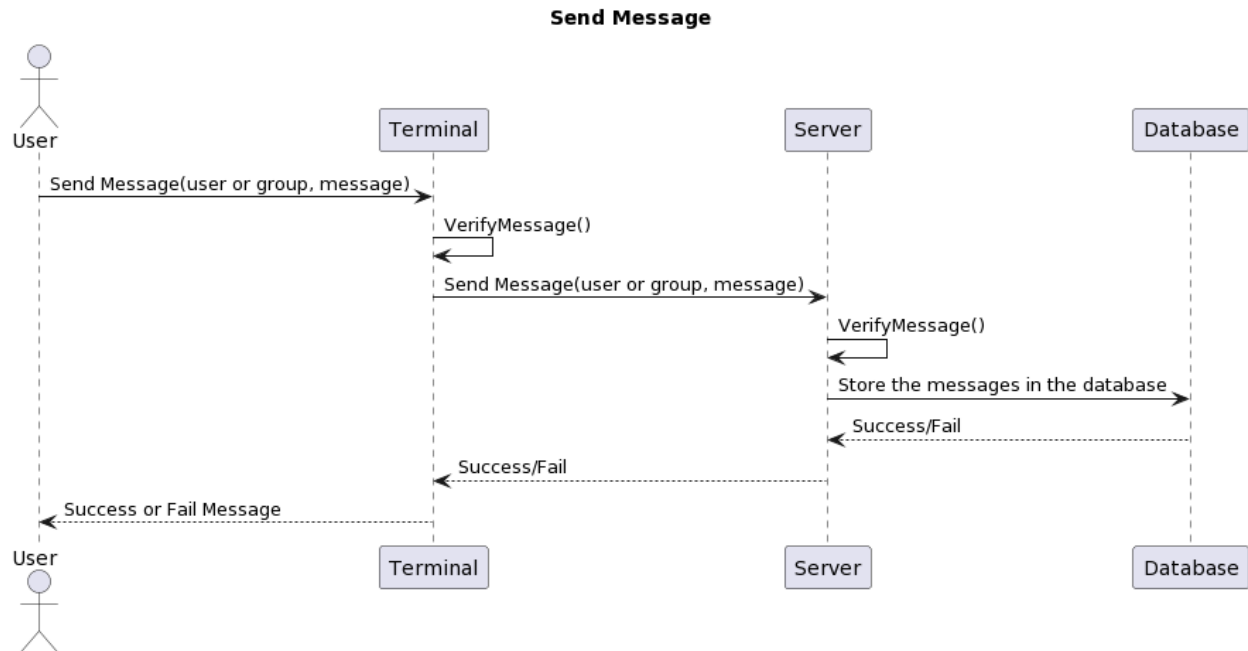 Send Message
User
Terminal
Server
Database
Send Message(user or group, message)
VerifyMessage()
Send Message(user or group, message)
VerifyMessage()
Store the messages in the database
Success/Fail
Success/Fail
Success or Fail Message
User
Terminal
Server
Database